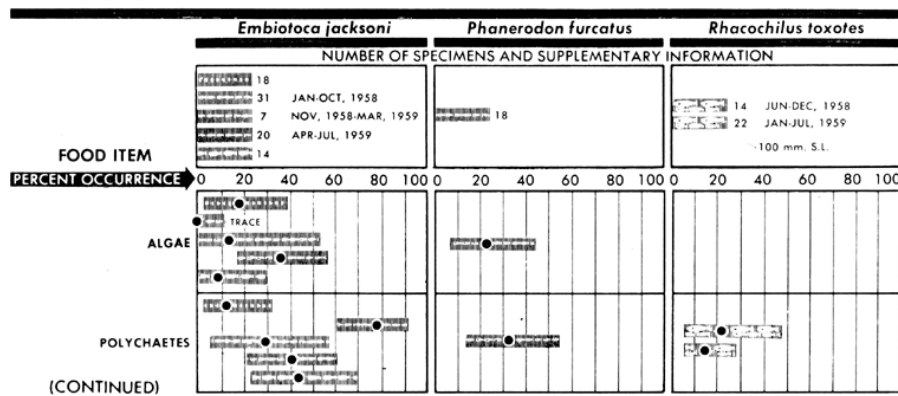 Embiotoca jacksoni Phanerodon furcatus Rhacochilus toxotes
NUMBER OF SPECIMENS AND SUPPLEMENTARY INFORMATION
18
31 JAN-OCT, 1958
7 NOV, 1958-MAR, 1959
20 APR-JUL, 1959
14
18
14 JUN-DEC, 1958
22 JAN-JUL, 1959
100 mm. S.L.
FOOD ITEM
PERCENT OCCURRENCE
0 20 40 60 80 100 0 20 40 60 80 100 0 20 40 60 80 100
TRACE
ALGAE
POLYCHAETES
(CONTINUED)